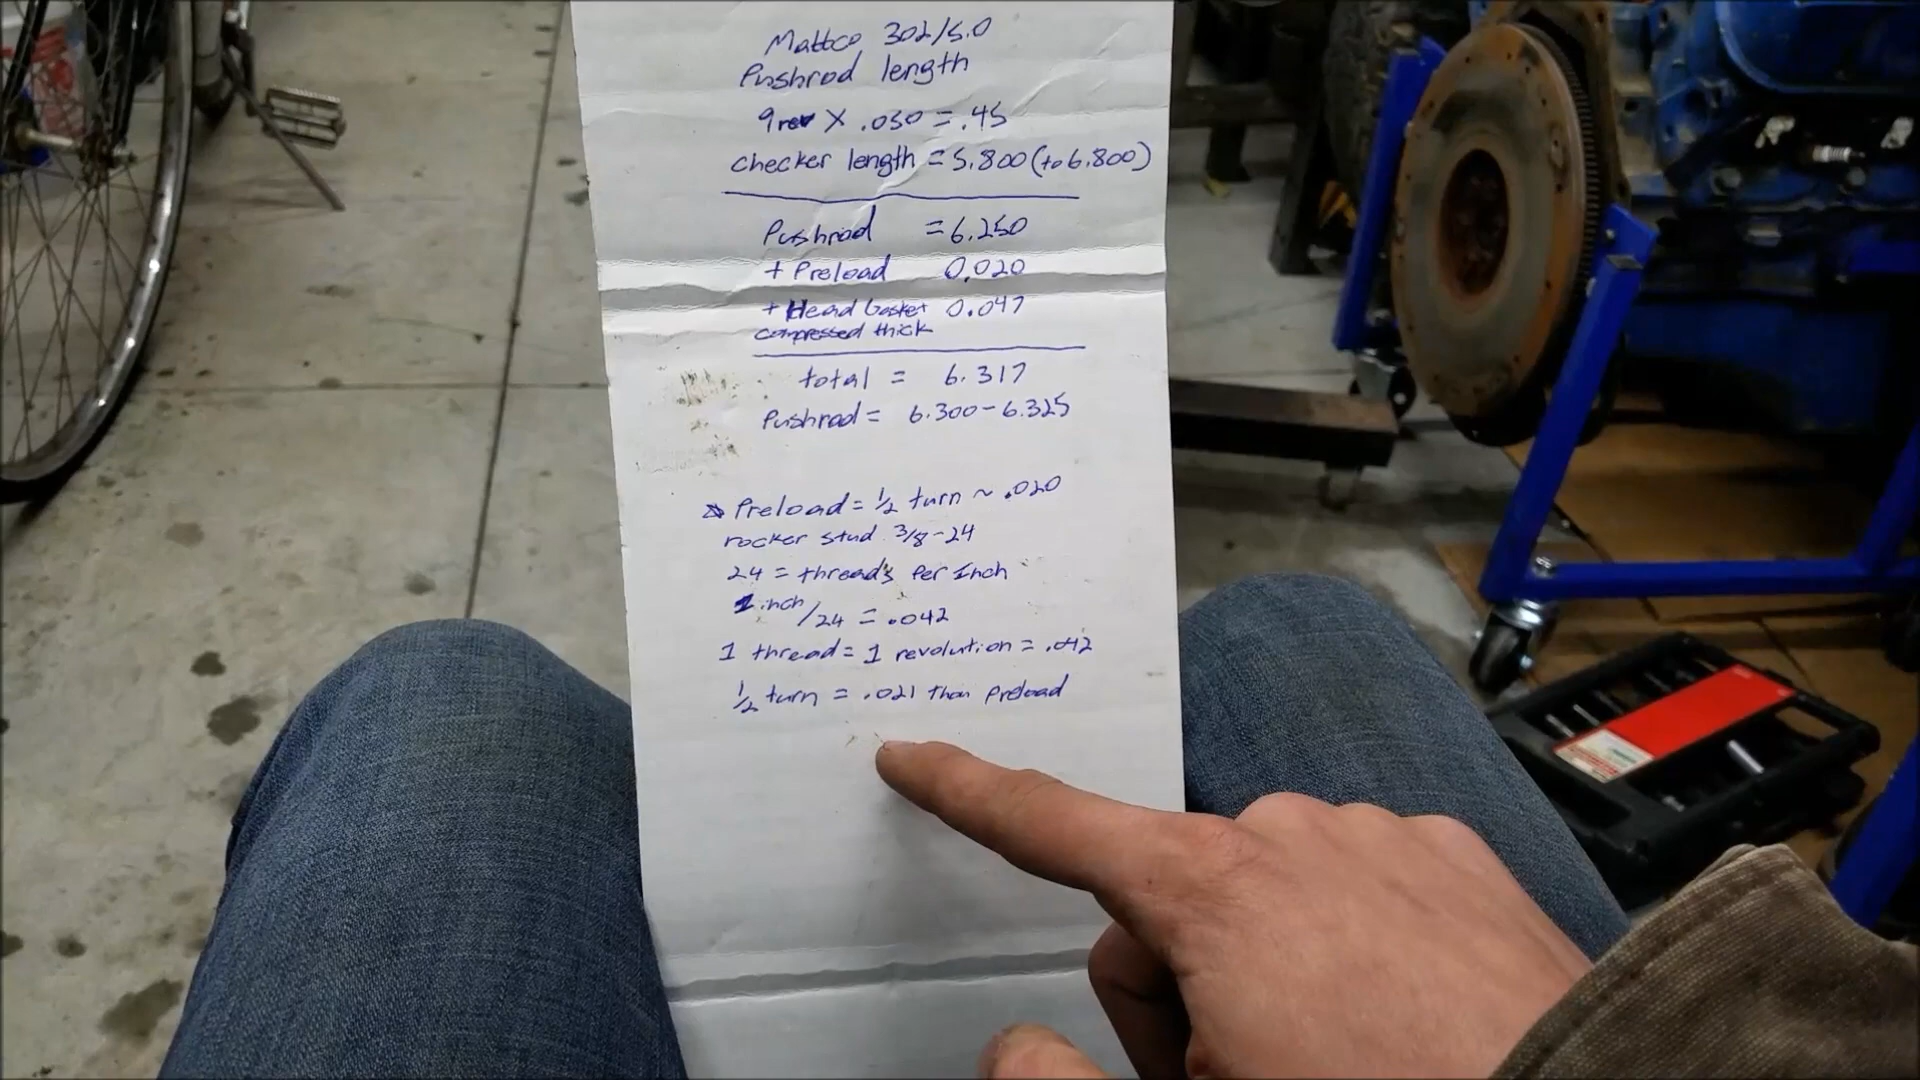 Mattco 302/5.0
Pushrod length
9 rev X .050 = .45
checker length = 5.800 (to 6.800)
Pushrod = 6.250
+ Preload 0.020
+ Head Gasket 0.047
compressed thick
total = 6.317
Pushrod = 6.300 - 6.325
Preload = 1/2 turn ~ .020
rocker stud 3/8-24
24 = threads Per Inch
1 inch/24 = .042
1 thread = 1 revolution = .042
1/2 turn = .021 than preload